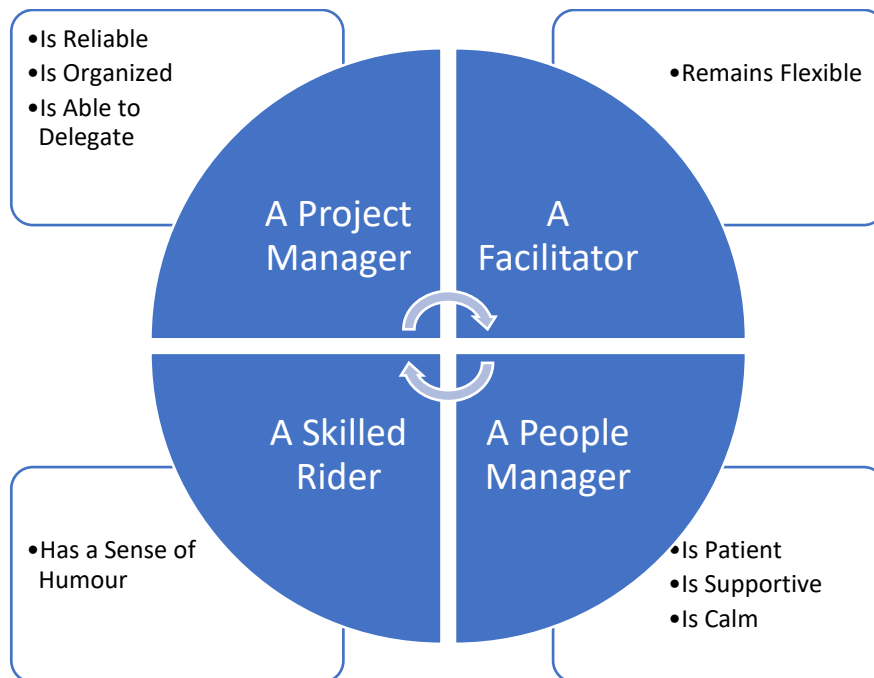 •Is Reliable
•Is Organized
•Is Able to
Delegate
•Remains Flexible
A Project
Manager
A
Facilitator
A Skilled
Rider
A People
Manager
•Has a Sense of
Humour
•Is Patient
•Is Supportive
•Is Calm